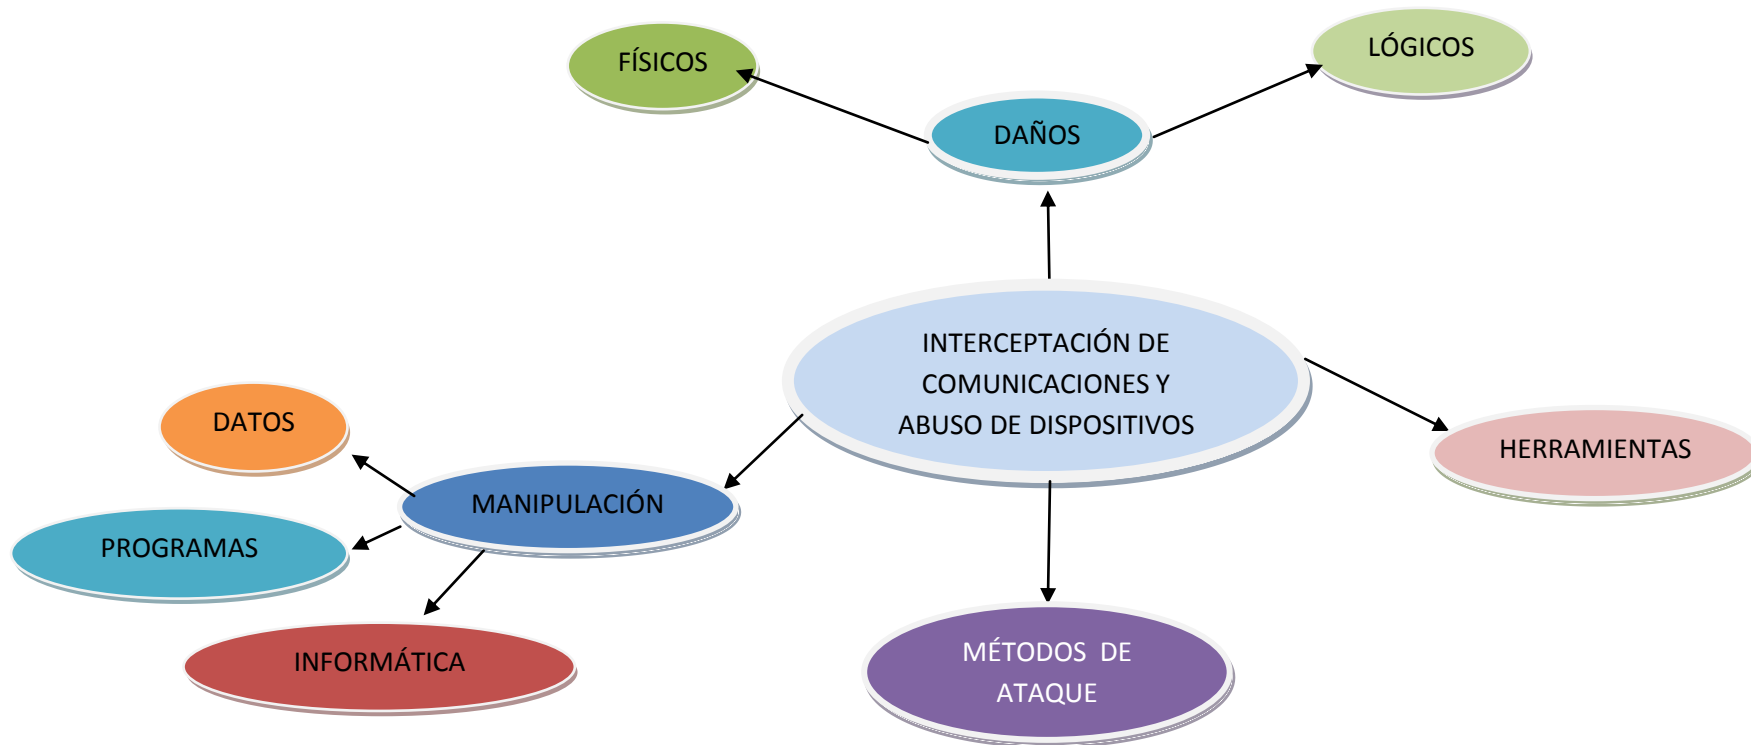 FÍSICOS
LÓGICOS
DAÑOS
INTERCEPTACIÓN DE
COMUNICACIONES Y
ABUSO DE DISPOSITIVOS
DATOS
HERRAMIENTAS
MANIPULACIÓN
PROGRAMAS
INFORMÁTICA
MÉTODOS DE
ATAQUE